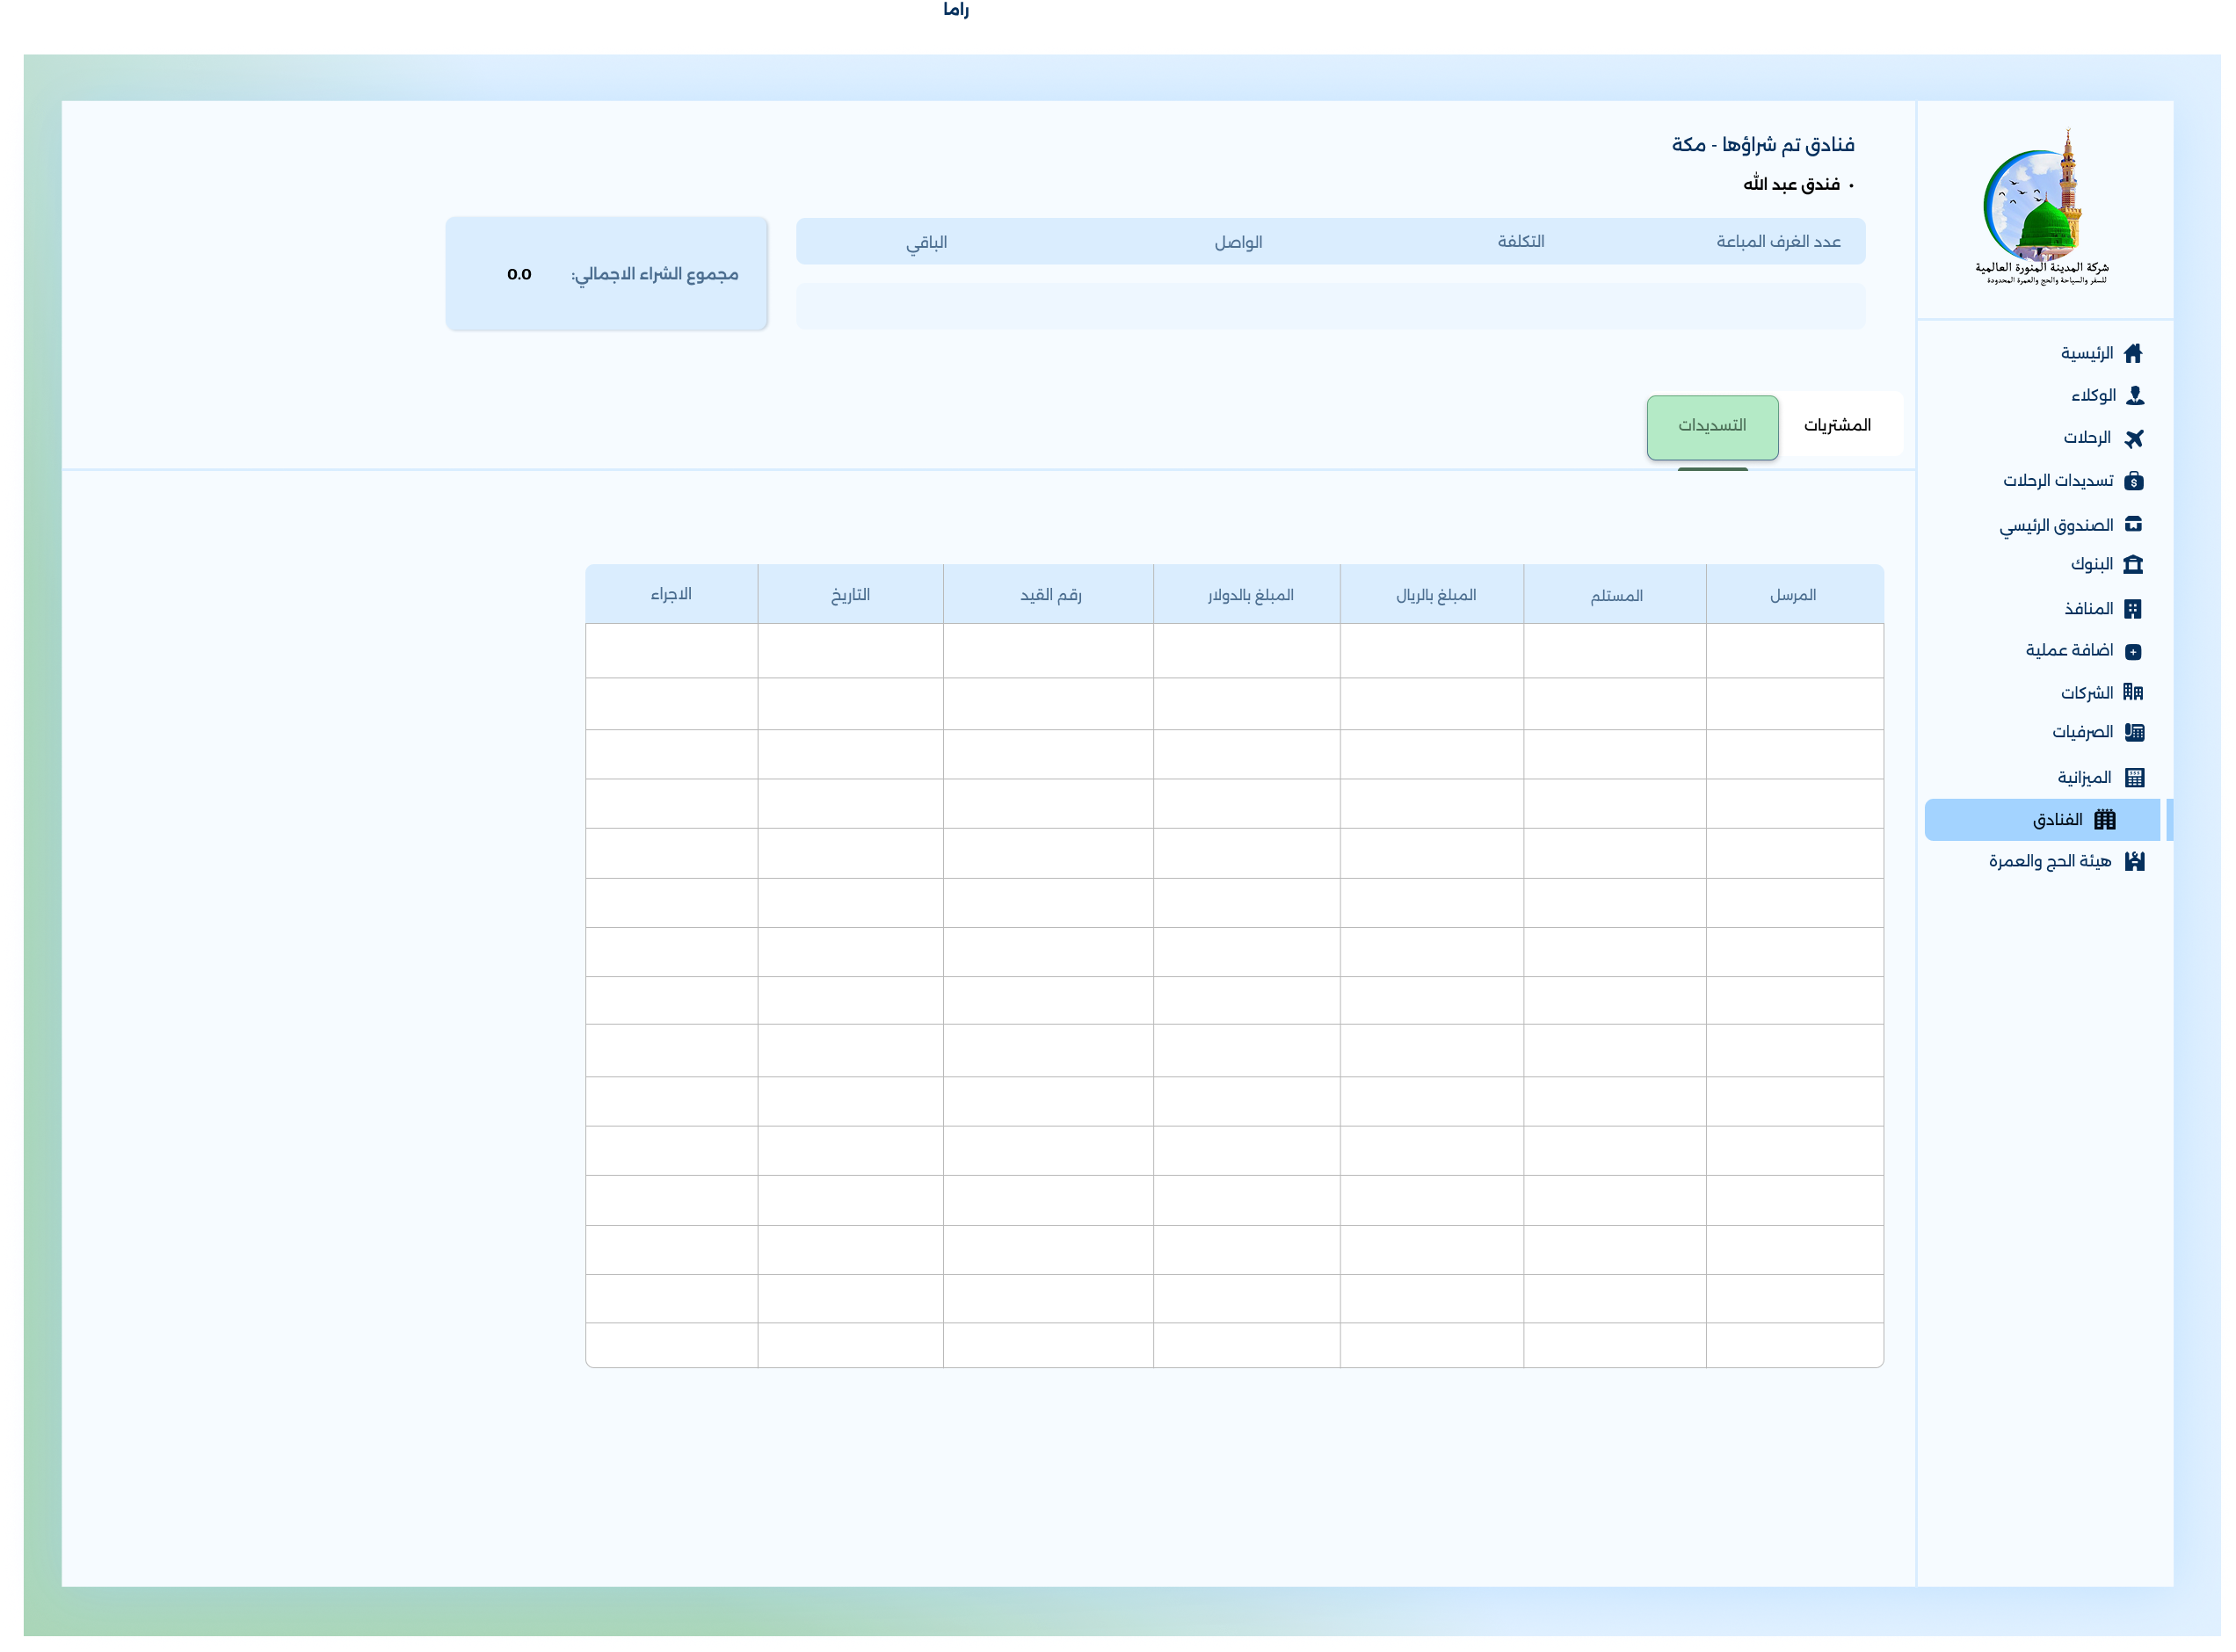 راما
شركة المدينة المنورة العالمية
للسفر والسياحة والحج والعمرة المحدودة
الرئيسية
الوكلاء
الرحلات
تسديدات الرحلات
الصندوق الرئيسي
البنوك
المنافذ
اضافة عملية
الشركات
الصرفيات
الميزانية
الفنادق
هيئة الحج والعمرة
فنادق تم شراؤها - مكة
• فندق عبد الله
عدد الغرف المباعة التكلفة الواصل الباقي
مجموع الشراء الاجمالي: 0.0
المشتريات التسديدات
المرسل المستلم المبلغ بالريال المبلغ بالدولار رقم القيد التاريخ الاجراء